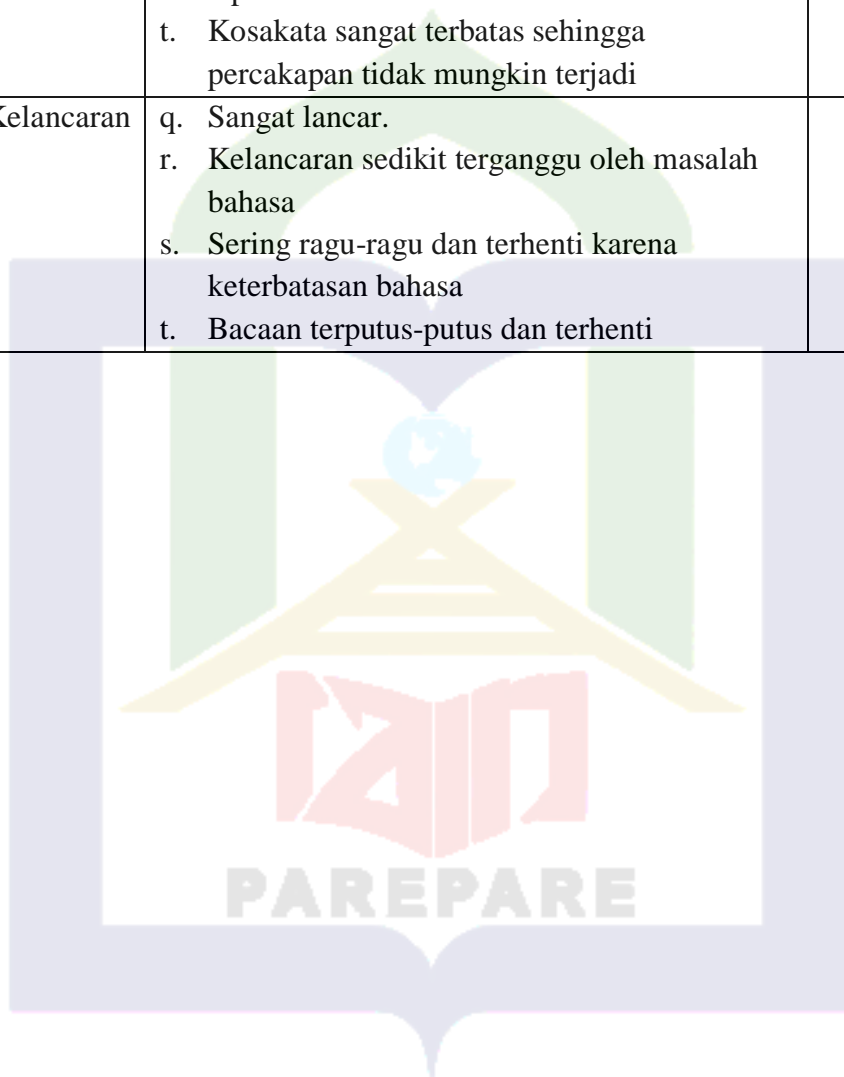 t. Kosakata sangat terbatas sehingga
percakapan tidak mungkin terjadi
Kelancaran
q. Sangat lancar.
r. Kelancaran sedikit terganggu oleh masalah
bahasa
s. Sering ragu-ragu dan terhenti karena
keterbatasan bahasa
t. Bacaan terputus-putus dan terhenti
iain
PAREPARE